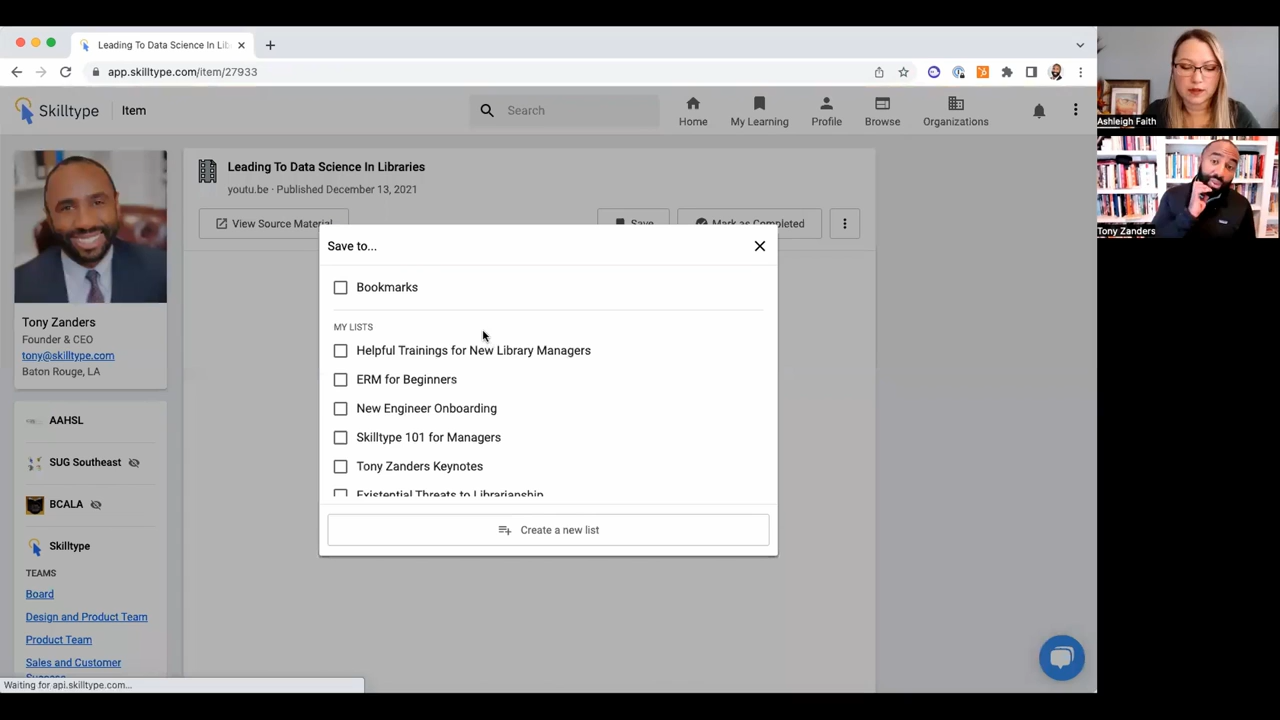 Leading To Data Science In Lib
app.skilltype.com/item/27933
Skilltype
Item
Search
Home
My Learning
Profile
Browse
Organizations
Tony Zanders
Founder & CEO
tony@skilltype.com
Baton Rouge, LA
AAHSL
SUG Southeast
BCALA
Skilltype
TEAMS
Board
Design and Product Team
Product Team
Sales and Customer
Success
Leading To Data Science In Libraries
youtu.be · Published December 13, 2021
View Source Material
Save
Mark as Completed
Save to...
Bookmarks
MY LISTS
Helpful Trainings for New Library Managers
ERM for Beginners
New Engineer Onboarding
Skilltype 101 for Managers
Tony Zanders Keynotes
Existential Threats to Librarianship
Create a new list
Waiting for api.skilltype.com...
Ashleigh Faith
Tony Zanders